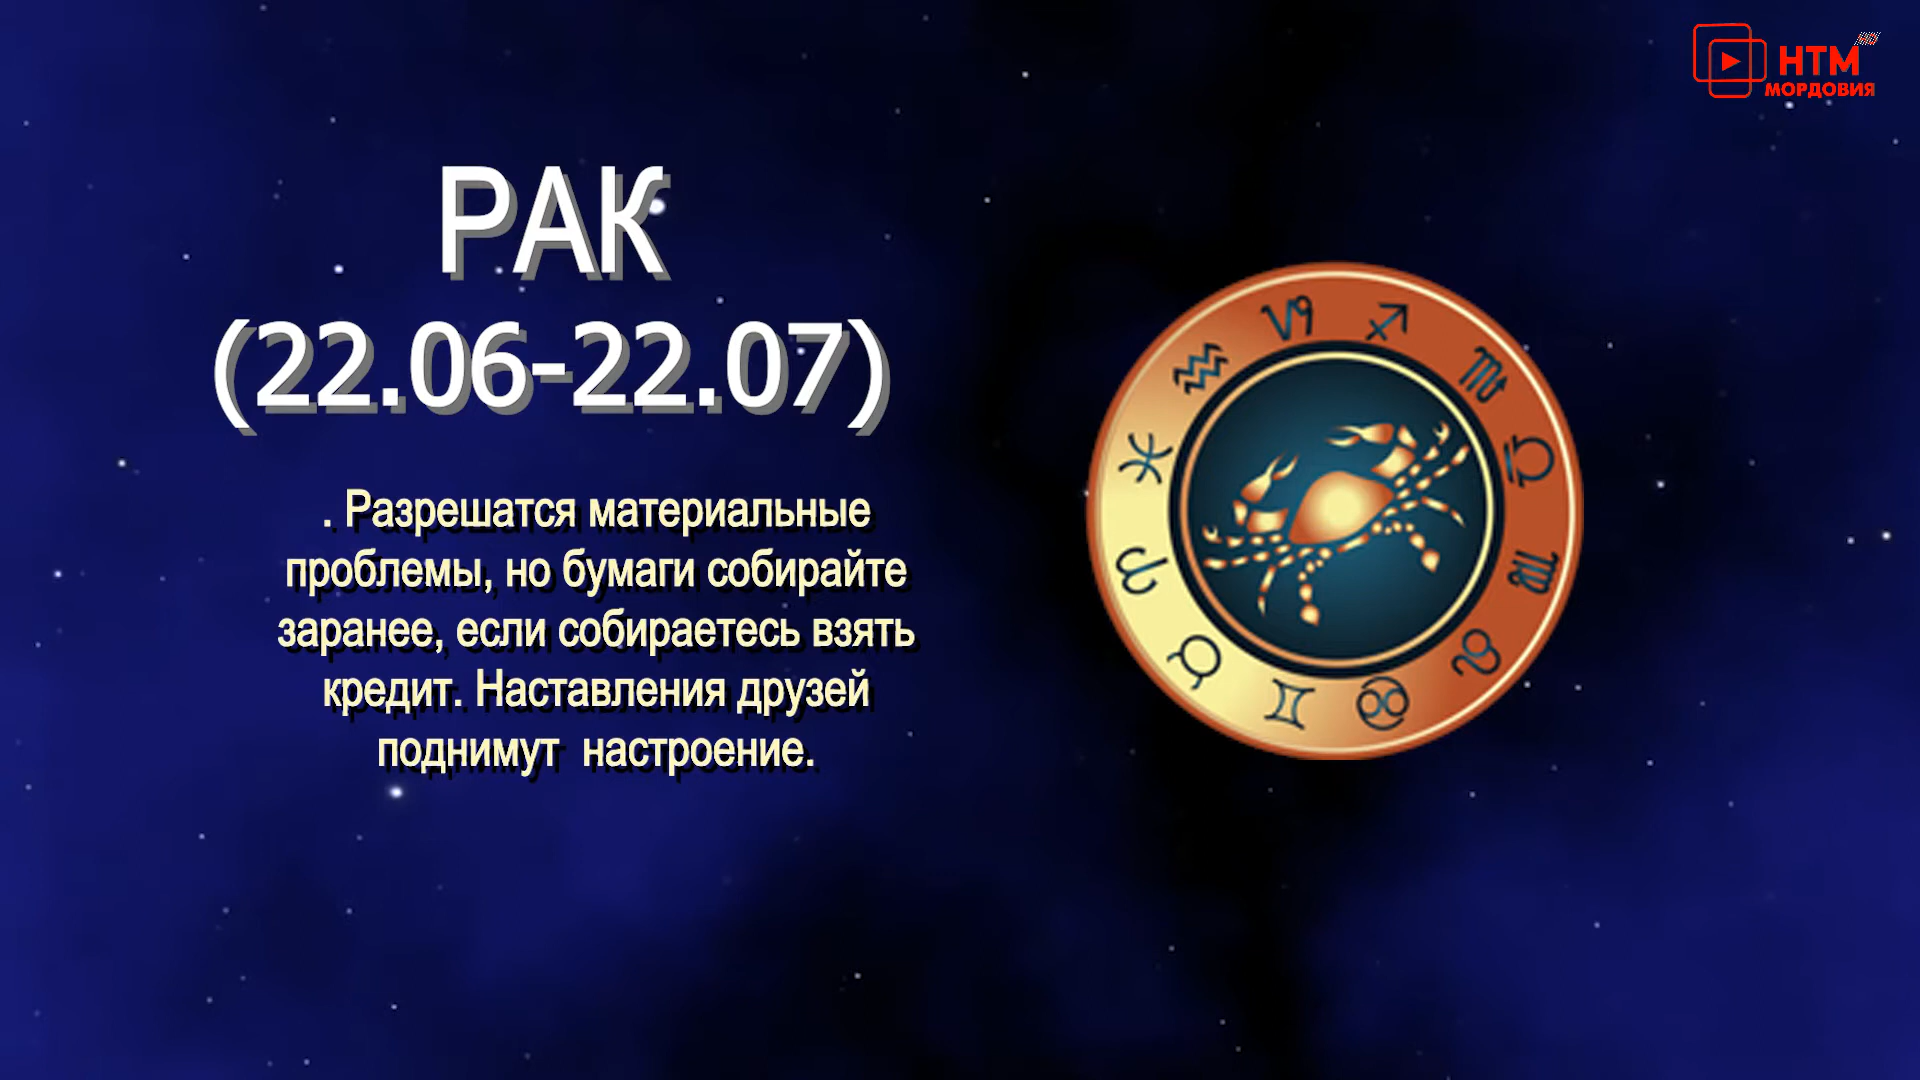 НТМ
МОРДОВИЯ
РАК
(22.06-22.07)
. Разрешатся материальные
проблемы, но бумаги собирайте
заранее, если собираетесь взять
кредит. Наставления друзей
поднимут  настроение.